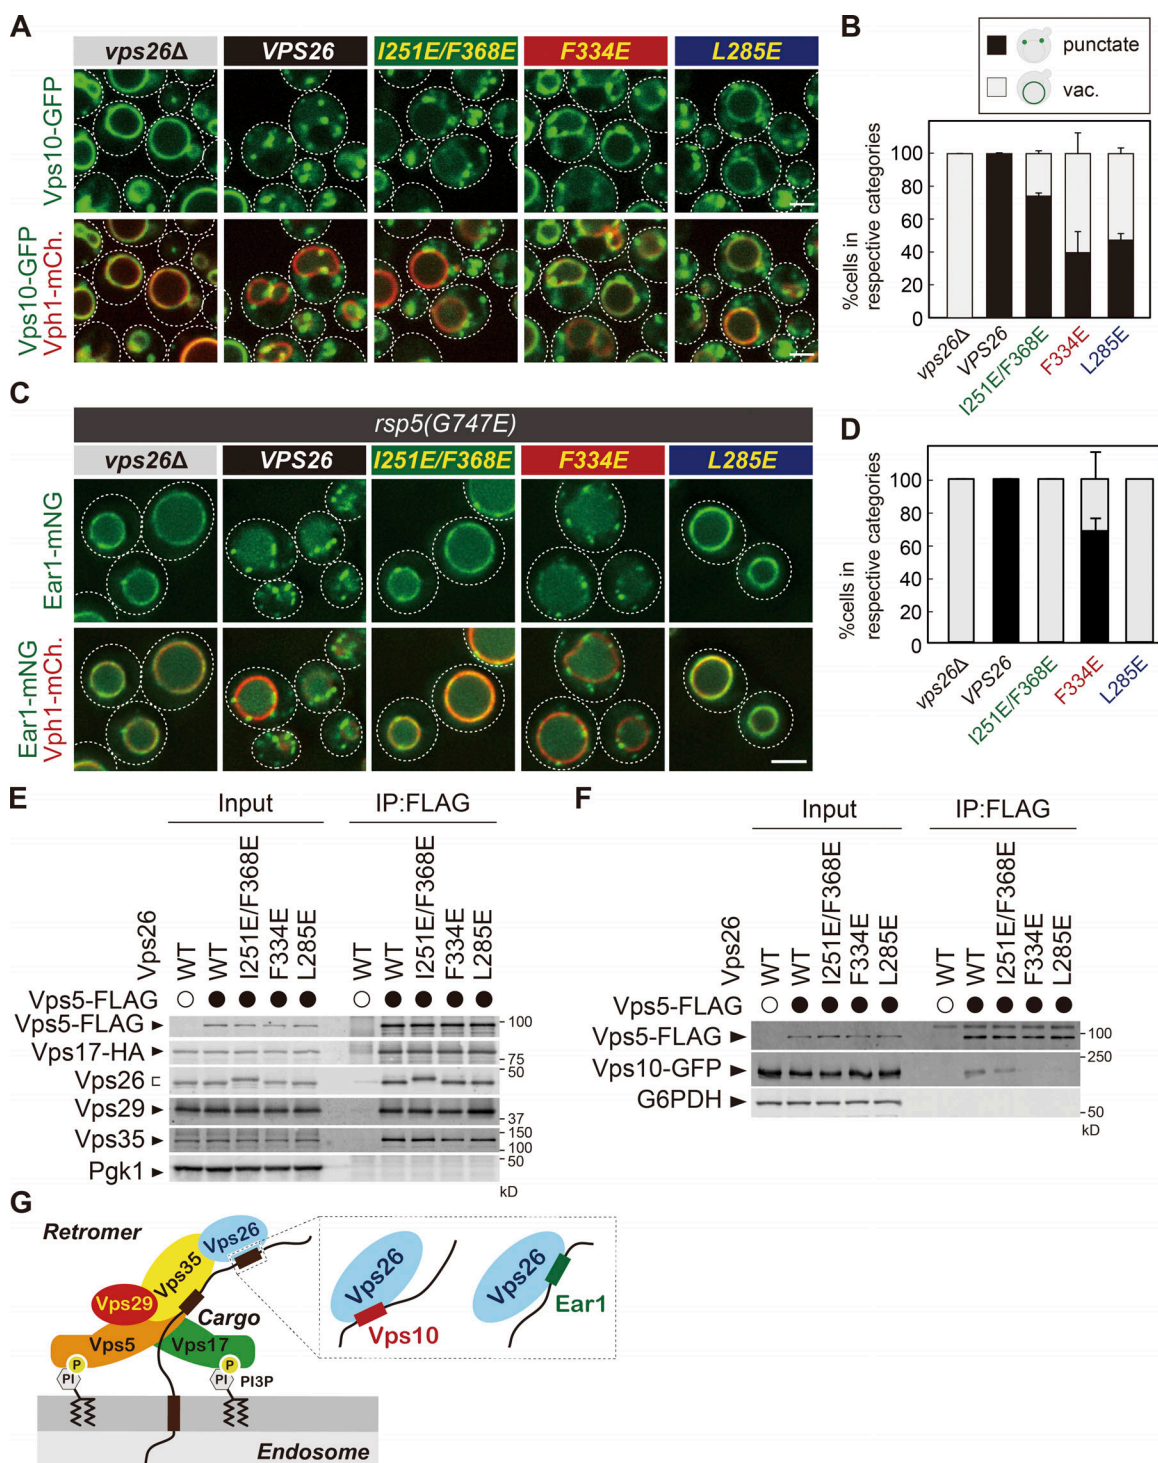 A
vps26Δ
VPS26
I251E/F368E
F334E
L285E
Vps10-GFP
Vps10-GFP
Vph1-mCh.
B
punctate
vac.
%cells in
respective categories
100
80
60
40
20
0
vps26Δ
VPS26
I251E/F368E
F334E
L285E
C
rsp5(G747E)
vps26Δ
VPS26
I251E/F368E
F334E
L285E
Ear1-mNG
Ear1-mNG
Vph1-mCh.
D
%cells in
respective categories
100
80
60
40
20
0
vps26Δ
VPS26
I251E/F368E
F334E
L285E
E
Input
IP:FLAG
Vps26
WT
WT
I251E/F368E
F334E
L285E
WT
WT
I251E/F368E
F334E
L285E
Vps5-FLAG
Vps5-FLAG
100
Vps17-HA
75
Vps26
50
Vps29
37
Vps35
150
100
Pgk1
50
kD
F
Input
IP:FLAG
Vps26
WT
WT
I251E/F368E
F334E
L285E
WT
WT
I251E/F368E
F334E
L285E
Vps5-FLAG
Vps5-FLAG
100
Vps10-GFP
250
G6PDH
50
kD
G
Retromer
Vps26
Vps35
Vps29
Cargo
Vps5
Vps17
P
PI
P
PI
PI3P
Endosome
Vps26
Vps10
Vps26
Ear1